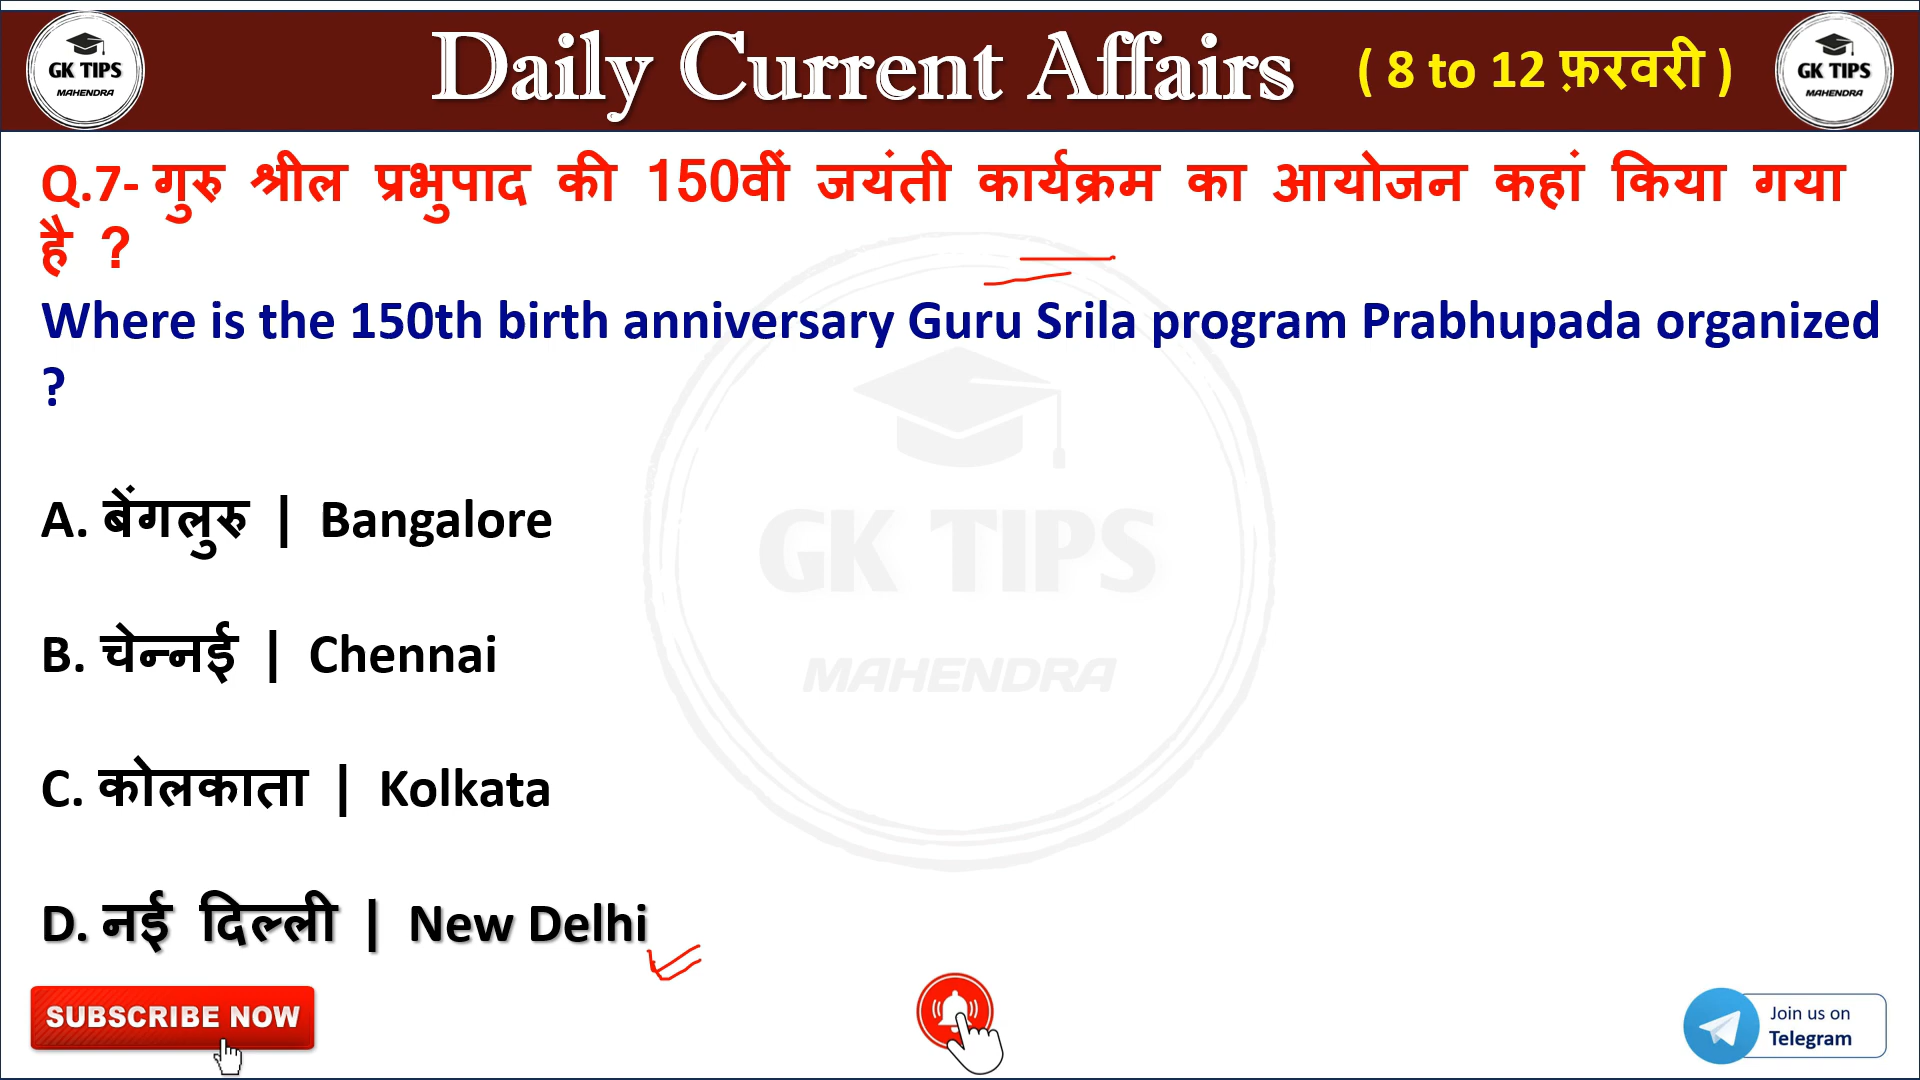 GK TIPS
MAHENDRA
Daily Current Affairs ( 8 to 12 फ़रवरी )
GK TIPS
MAHENDRA
Q.7- गुरु श्रील प्रभुपाद की 150वीं जयंती कार्यक्रम का आयोजन कहां किया गया
है ?
Where is the 150th birth anniversary Guru Srila program Prabhupada organized
?
GK TIPS
MAHENDRA
A. बेंगलुरु | Bangalore
B. चेन्नई | Chennai
C. कोलकाता | Kolkata
D. नई दिल्ली | New Delhi
SUBSCRIBE NOW
Join us on
Telegram